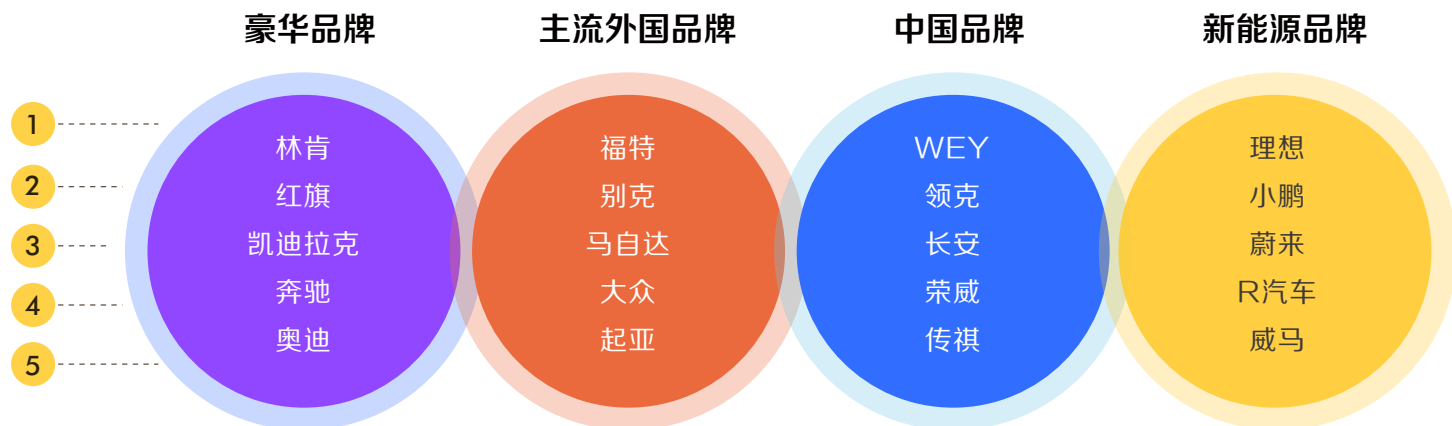 豪华品牌 主流外国品牌 中国品牌 新能源品牌
1 林肯 福特 WEY 理想
2 红旗 别克 领克 小鹏
3 凯迪拉克 马自达 长安 蔚来
4 奔驰 大众 荣威 R汽车
5 奥迪 起亚 传祺 威马